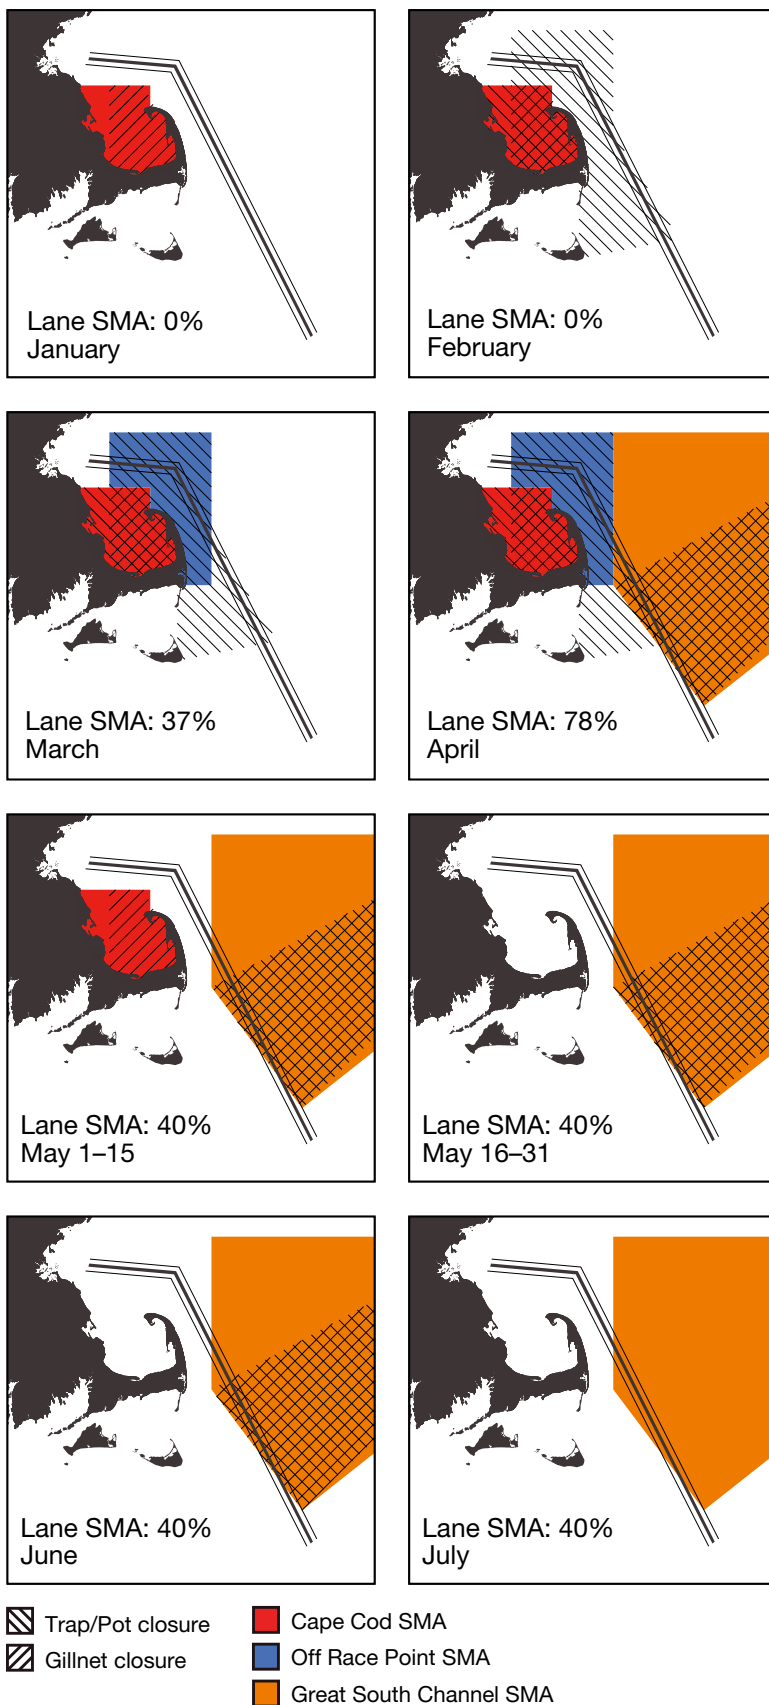 Lane SMA: 0%
January
Lane SMA: 0%
February
Lane SMA: 37%
March
Lane SMA: 78%
April
Lane SMA: 40%
May 1–15
Lane SMA: 40%
May 16–31
Lane SMA: 40%
June
Lane SMA: 40%
July
Trap/Pot closure
Gillnet closure
Cape Cod SMA
Off Race Point SMA
Great South Channel SMA